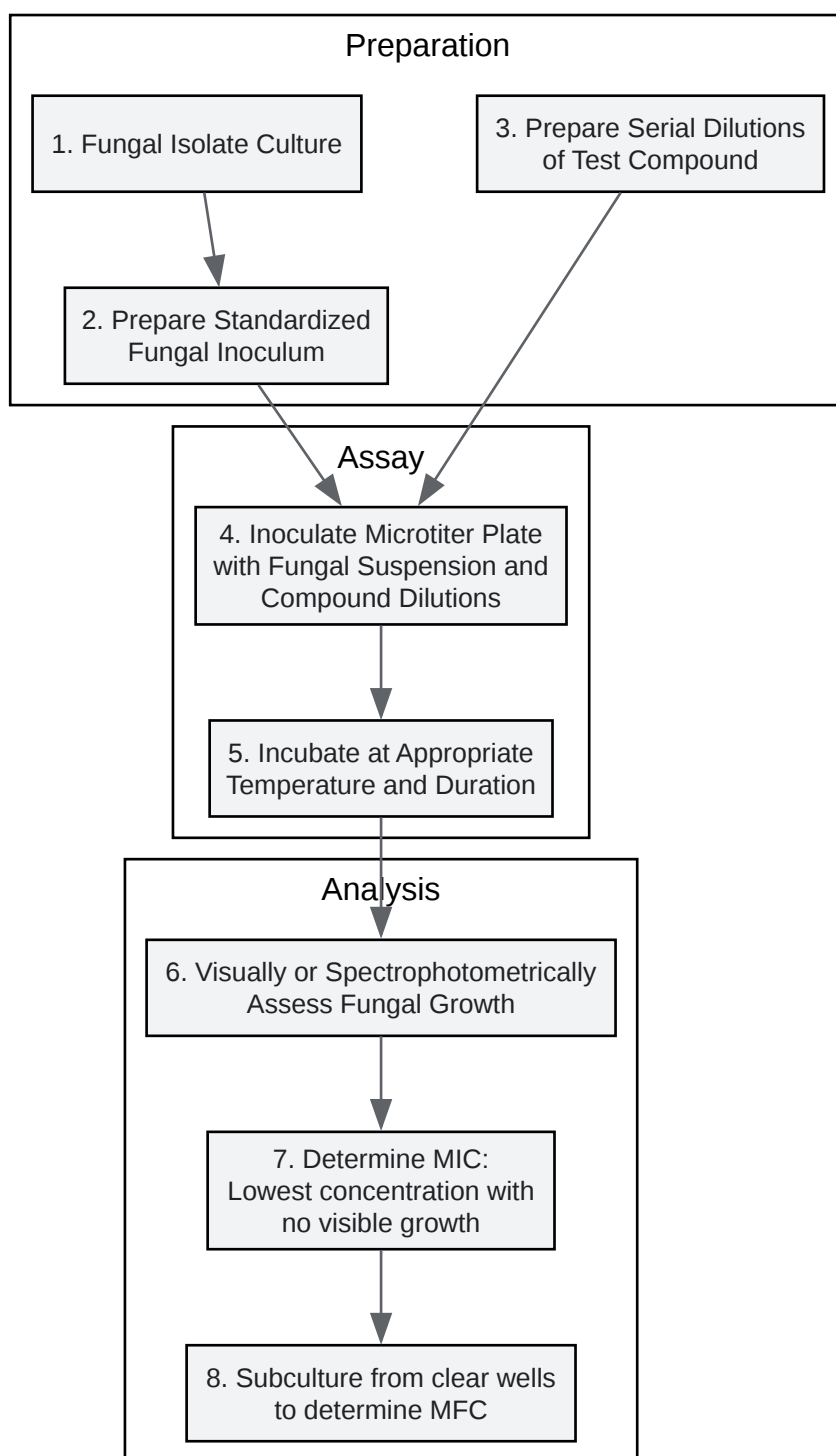 Preparation
1. Fungal Isolate Culture
3. Prepare Serial Dilutions
of Test Compound
2. Prepare Standardized
Fungal Inoculum
Assay
4. Inoculate Microtiter Plate
with Fungal Suspension and
Compound Dilutions
5. Incubate at Appropriate
Temperature and Duration
Analysis
6. Visually or Spectrophotometrically
Assess Fungal Growth
7. Determine MIC:
Lowest concentration with
no visible growth
8. Subculture from clear wells
to determine MFC